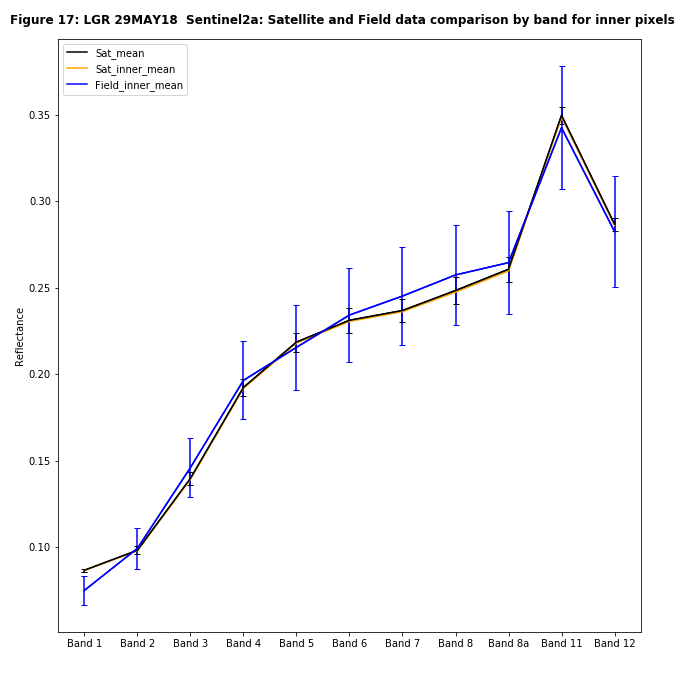 Figure 17: LGR 29MAY18  Sentinel2a: Satellite and Field data comparison by band for inner pixels
Sat_mean
Sat_inner_mean
Field_inner_mean
Reflectance
0.35
0.30
0.25
0.20
0.15
0.10
Band 1 Band 2 Band 3 Band 4 Band 5 Band 6 Band 7 Band 8 Band 8a Band 11 Band 12